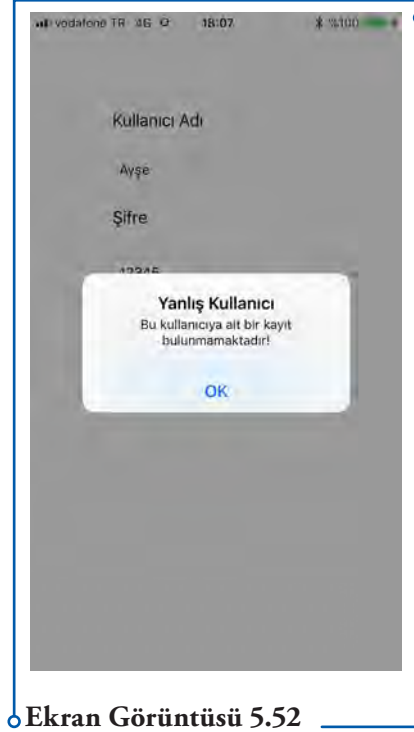 vodafone TR 4G 18:07 %100
Kullanıcı Adı
Ayşe
Şifre
12345
Yanlış Kullanıcı
Bu kullanıcıya ait bir kayıt
bulunmamaktadır!
OK
Ekran Görüntüsü 5.52